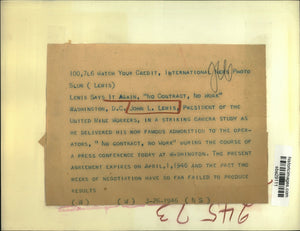 100,746 Watch Your Credit, International News Photo
Slug ( Lewis)
Lewis Says It Again, "No Contract, No Work"
Washington, D.C. John L. Lewis, President of the
United Mine Workers, in a striking camera study as
he delivered his now famous admonition to the oper-
ators, " No contract, no work" during the course of
a press conference today at Washington. The present
agreement expires on April,1,1946 and the past two
weeks of negotiation have so far failed to produce
results
3-26-1946 (N S)
24573